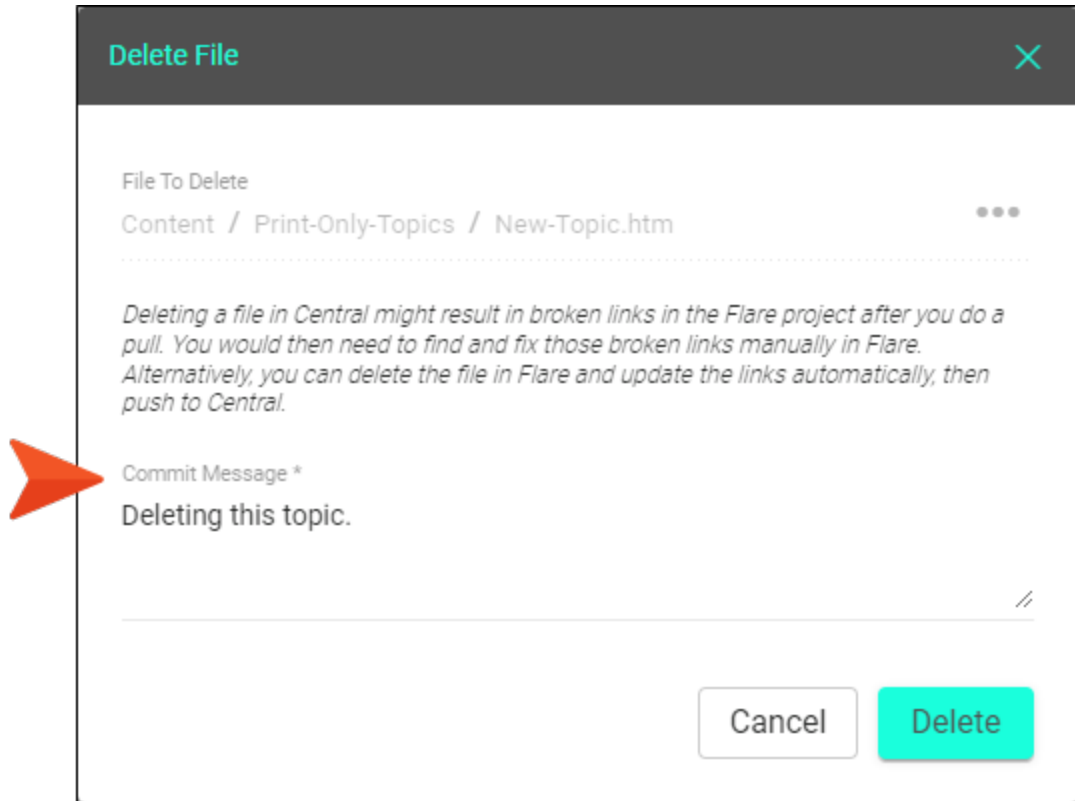 Delete File
File To Delete
Content / Print-Only-Topics / New-Topic.htm
Deleting a file in Central might result in broken links in the Flare project after you do a
pull. You would then need to find and fix those broken links manually in Flare.
Alternatively, you can delete the file in Flare and update the links automatically, then
push to Central.
Commit Message *
Deleting this topic.
Cancel Delete